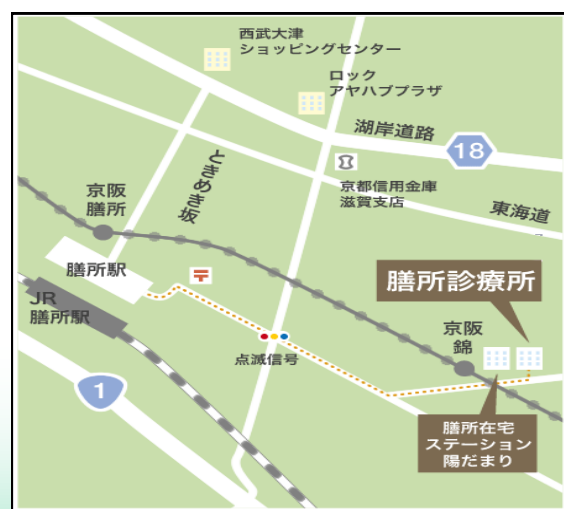 西武大津
ショッピングセンター
ロック
アヤハブプラザ
湖岸道路
18
ときめき坂
京都信用金庫
滋賀支店
東海道
京阪
膳所
膳所駅
〒
膳所診療所
JR
膳所駅
京阪
錦
点滅信号
1
膳所在宅
ステーション
陽だまり